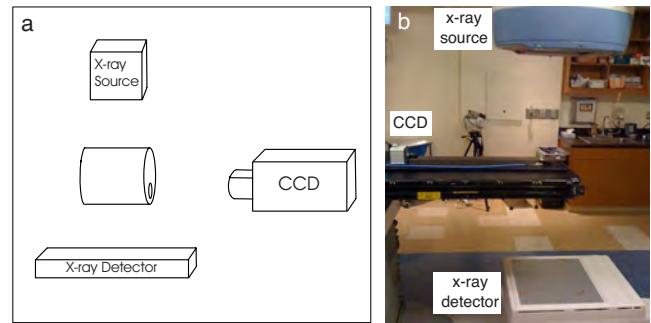 a
X-ray
Source
CCD
X-ray Detector
b
x-ray
source
CCD
x-ray
detector